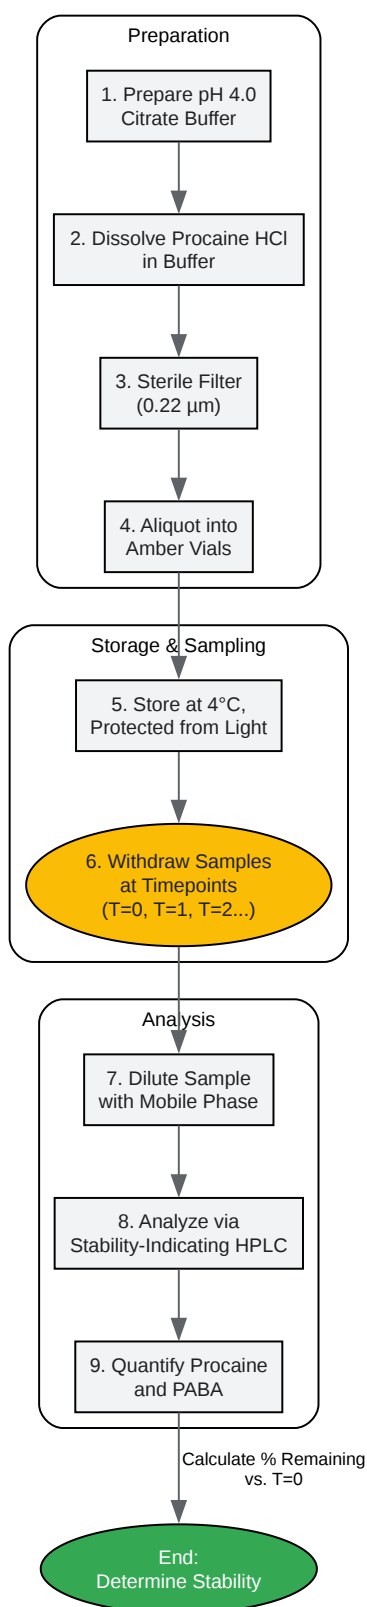 Preparation
1. Prepare pH 4.0
Citrate Buffer
2. Dissolve Procaine HCl
in Buffer
3. Sterile Filter
(0.22 µm)
4. Aliquot into
Amber Vials
Storage & Sampling
5. Store at 4°C,
Protected from Light
6. Withdraw Samples
at Timepoints
(T=0, T=1, T=2...)
Analysis
7. Dilute Sample
with Mobile Phase
8. Analyze via
Stability-Indicating HPLC
9. Quantify Procaine
and PABA
Calculate % Remaining
vs. T=0
End:
Determine Stability